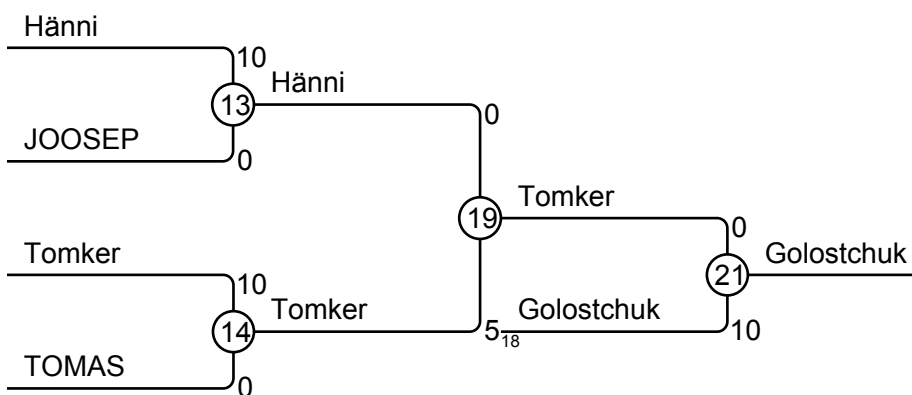 Hänni
10
13
Hänni
JOOSEP
0
0
19
Tomker
0
Tomker
10
14
Tomker
TOMAS
0
5
18
Golostchuk
10
21
Golostchuk